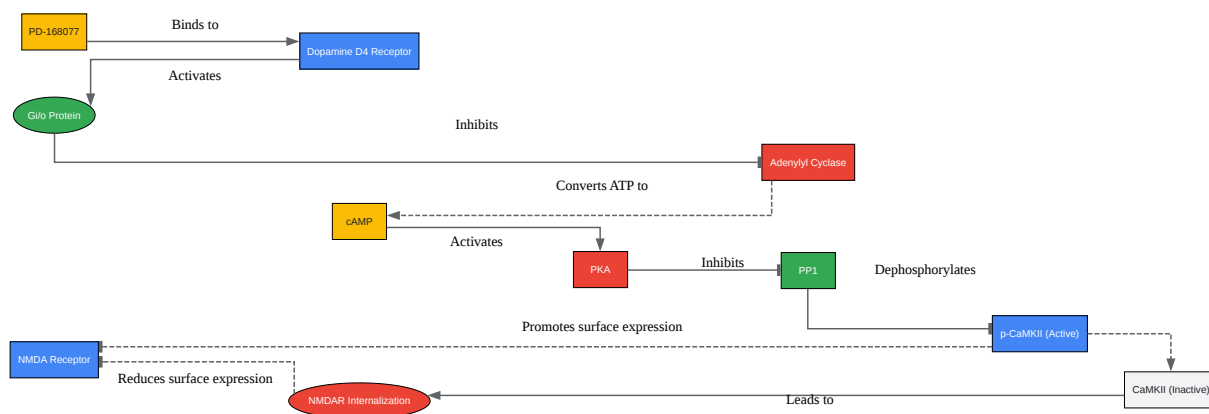 PD-168077
Binds to
Dopamine D4 Receptor
Activates
Gi/o Protein
Inhibits
Adenylyl Cyclase
Converts ATP to
cAMP
Activates
PKA
Inhibits
PP1
Dephosphorylates
Promotes surface expression
p-CaMKII (Active)
NMDA Receptor
Reduces surface expression
NMDAR Internalization
Leads to
CaMKII (Inactive)